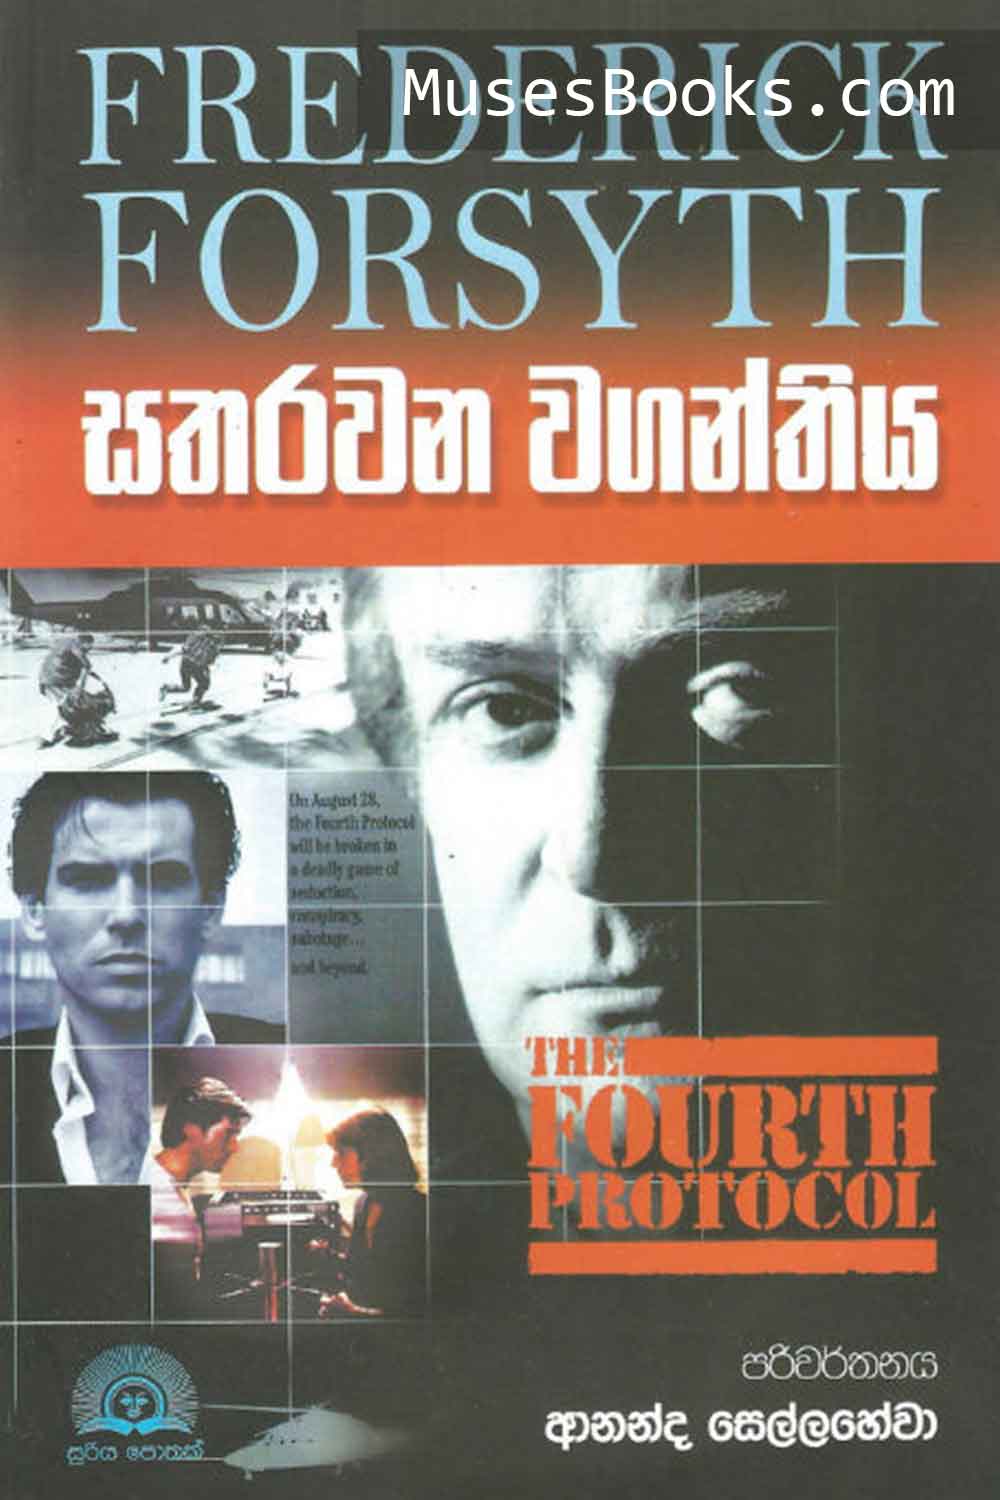 MusesBooks.com
FREDERICK
FORSYTH
සතරවන වගන්තිය
On August 28,
the Fourth Protocol
will be broken in
a deadly game of
seduction,
conspiracy,
sabotage...
and beyond.
THE
FOURTH
PROTOCOL
පරිවර්තනය
ආනන්ද සෙල්ලහේවා
සූරිය පොතක්